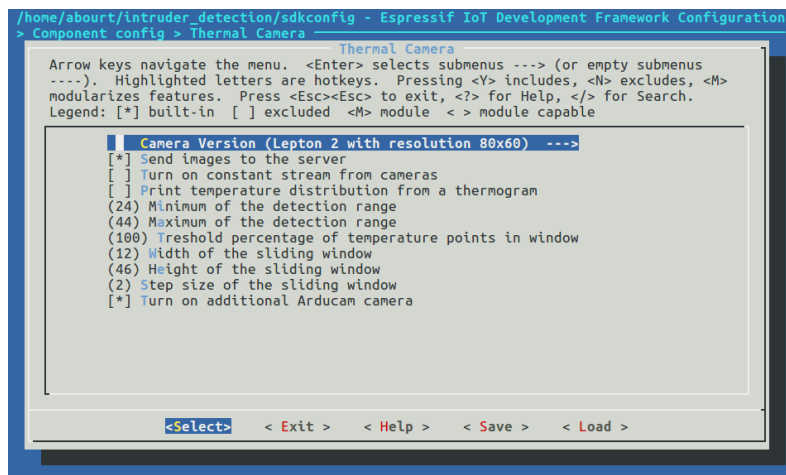 /home/abourt/intruder_detection/sdkconfig - Espressif IoT Development Framework Configuration
> Component config > Thermal Camera
Thermal Camera
Arrow keys navigate the menu. <Enter> selects submenus ---> (or empty submenus
----). Highlighted letters are hotkeys. Pressing <Y> includes, <N> excludes, <M>
modularizes features. Press <Esc><Esc> to exit, <?> for Help, </> for Search.
Legend: [*] built-in [ ] excluded <M> module < > module capable
Camera Version (Lepton 2 with resolution 80x60) --->
[*] Send images to the server
[ ] Turn on constant stream from cameras
[ ] Print temperature distribution from a thermogram
(24) Minimum of the detection range
(44) Maximum of the detection range
(100) Treshold percentage of temperature points in window
(12) Width of the sliding window
(46) Height of the sliding window
(2) Step size of the sliding window
[*] Turn on additional Arducam camera
<Select> < Exit > < Help > < Save > < Load >